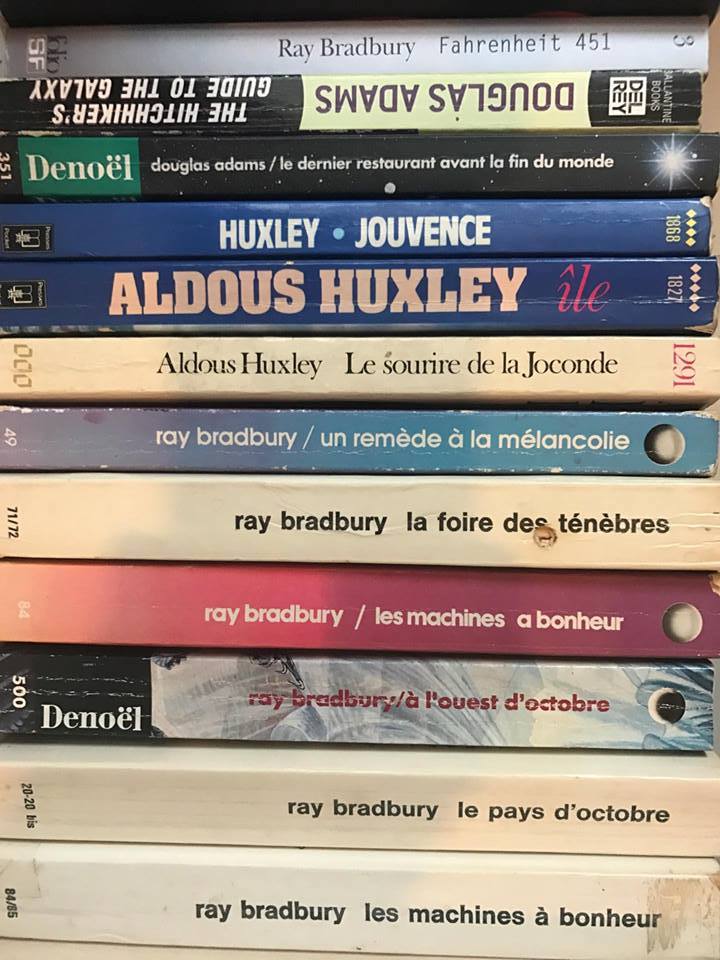 folio SF Ray Bradbury Fahrenheit 451 3
THE HITCHHIKER'S
GUIDE TO THE GALAXY
DOUGLAS ADAMS
DEL
REY
BALLANTINE
BOOKS
351 Denoël douglas adams / le dernier restaurant avant la fin du monde
Presses Pocket HUXLEY • JOUVENCE 1868
Presses Pocket ALDOUS HUXLEY île 1827
Aldous Huxley Le sourire de la Joconde 1291
49 ray bradbury / un remède à la mélancolie
71/72 ray bradbury la foire des ténèbres
84 ray bradbury / les machines a bonheur
500 Denoël ray bradbury/à l'ouest d'octobre
20-20 bis ray bradbury le pays d'octobre
84/85 ray bradbury les machines à bonheur